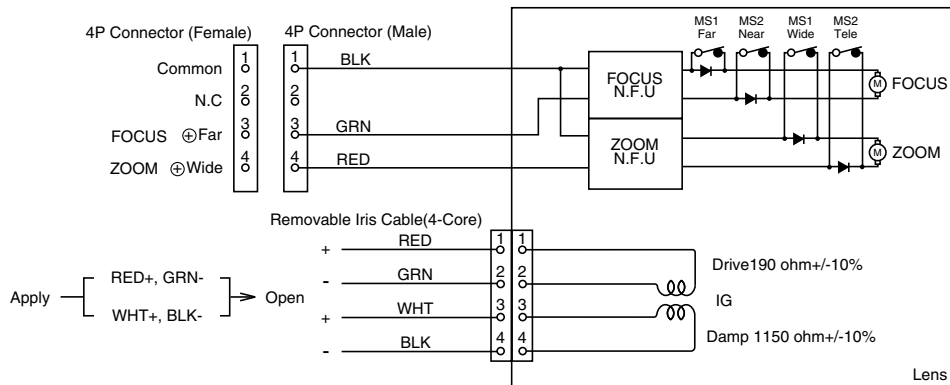 4P Connector (Female)
4P Connector (Male)
Common
N.C
FOCUS ⊕Far
ZOOM ⊕Wide
1
2
3
4
1
2
3
4
BLK
GRN
RED
FOCUS
N.F.U
ZOOM
N.F.U
MS1
Far
MS2
Near
MS1
Wide
MS2
Tele
M
FOCUS
M
ZOOM
Removable Iris Cable(4-Core)
+ RED
- GRN
+ WHT
- BLK
1
2
3
4
1
2
3
4
Drive190 ohm+/-10%
IG
Damp 1150 ohm+/-10%
Apply
RED+, GRN-
WHT+, BLK-
Open
Lens